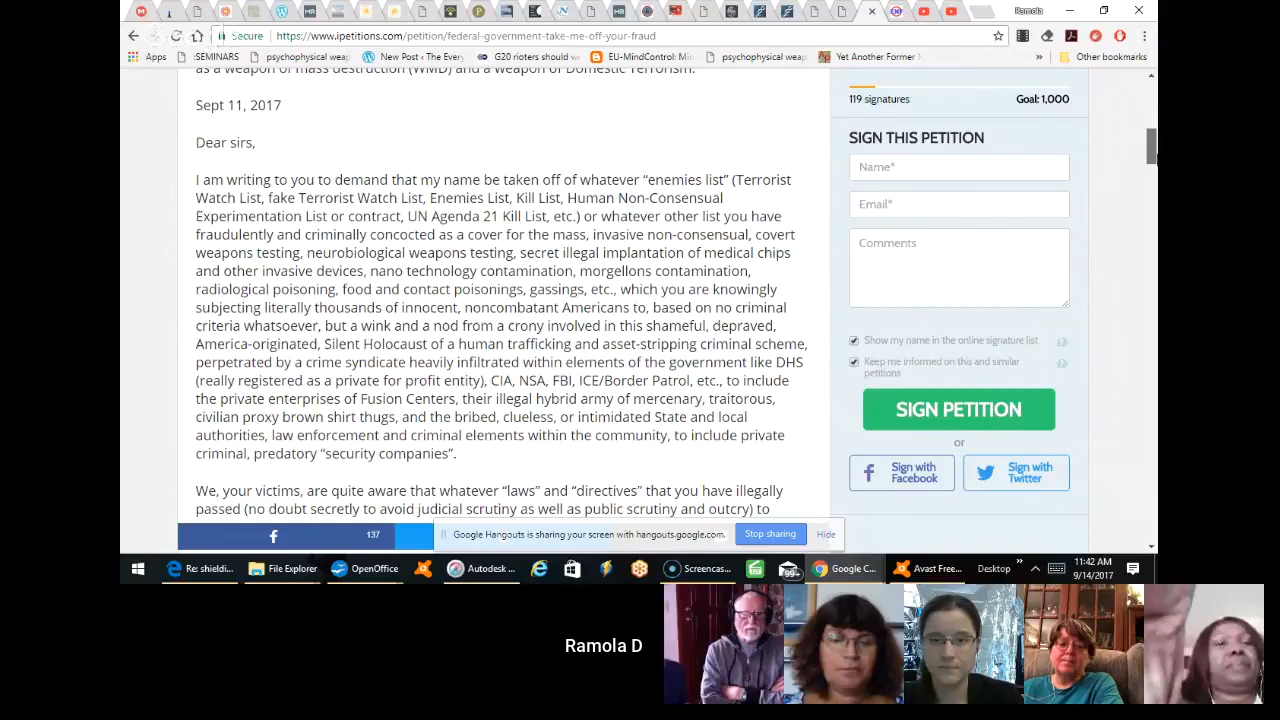 Ramola
Secure
https://www.ipetitions.com/petition/federal-government-take-me-off-your-fraud
Apps
SEMINARS
psychophysical weap
New Post ‹ The Every
G20 rioters should w
EU-MindControl: Mi
psychophysical weap
Yet Another Former
»
Other bookmarks
as a weapon of mass destruction (WMD) and a weapon of Domestic Terrorism.
Sept 11, 2017
Dear sirs,
I am writing to you to demand that my name be taken off of whatever “enemies list” (Terrorist
Watch List, fake Terrorist Watch List, Enemies List, Kill List, Human Non-Consensual
Experimentation List or contract, UN Agenda 21 Kill List, etc.) or whatever other list you have
fraudulently and criminally concocted as a cover for the mass, invasive non-consensual, covert
weapons testing, neurobiological weapons testing, secret illegal implantation of medical chips
and other invasive devices, nano technology contamination, morgellons contamination,
radiological poisoning, food and contact poisonings, gassings, etc., which you are knowingly
subjecting literally thousands of innocent, noncombatant Americans to, based on no criminal
criteria whatsoever, but a wink and a nod from a crony involved in this shameful, depraved,
America-originated, Silent Holocaust of a human trafficking and asset-stripping criminal scheme,
perpetrated by a crime syndicate heavily infiltrated within elements of the government like DHS
(really registered as a private for profit entity), CIA, NSA, FBI, ICE/Border Patrol, etc., to include
the private enterprises of Fusion Centers, their illegal hybrid army of mercenary, traitorous,
civilian proxy brown shirt thugs, and the bribed, clueless, or intimidated State and local
authorities, law enforcement and criminal elements within the community, to include private
criminal, predatory “security companies”.
We, your victims, are quite aware that whatever “laws” and “directives” that you have illegally
passed (no doubt secretly to avoid judicial scrutiny as well as public scrutiny and outcry) to
119 signatures
Goal: 1,000
SIGN THIS PETITION
Name*
Email*
Comments
Show my name in the online signature list
Keep me informed on this and similar
petitions
SIGN PETITION
or
Sign with
Facebook
Sign with
Twitter
137
Google Hangouts is sharing your screen with hangouts.google.com.
Stop sharing
Hide
Re: shieldi...
File Explorer
OpenOffice
Autodesk ...
Screencas...
99+
Google C...
Avast Free...
Desktop
»
11:42 AM
9/14/2017
Ramola D